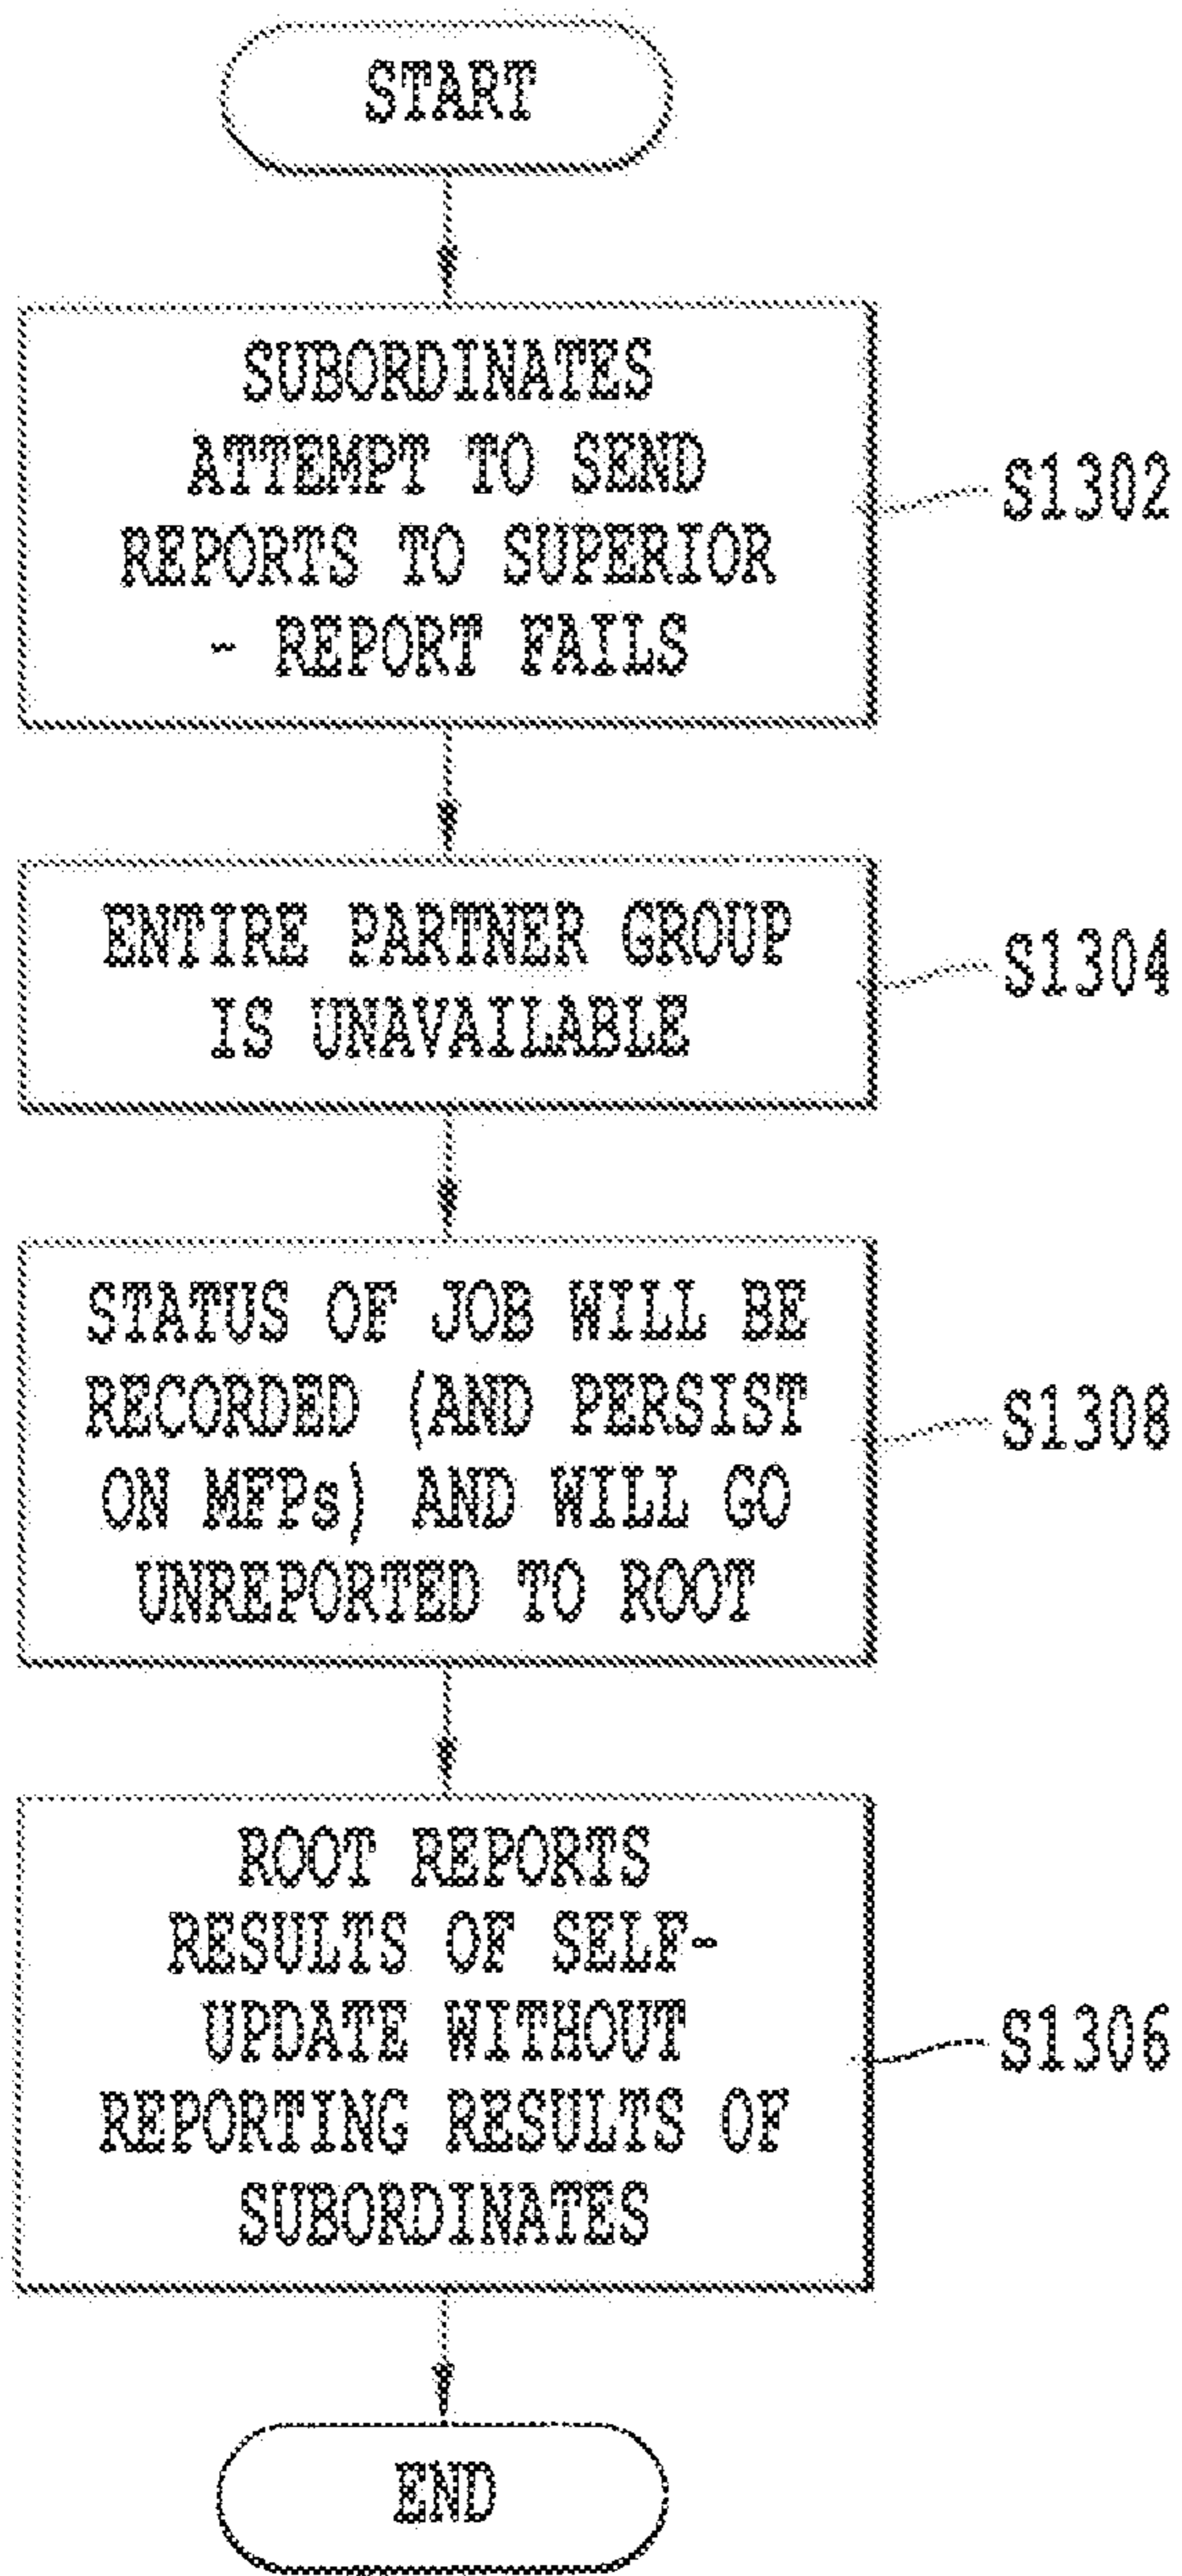 START
SUBORDINATES
ATTEMPT TO SEND
REPORTS TO SUPERIOR
- REPORT FAILS
S1302
ENTIRE PARTNER GROUP
IS UNAVAILABLE
S1304
STATUS OF JOB WILL BE
RECORDED (AND PERSIST
ON MFPs) AND WILL GO
UNREPORTED TO ROOT
S1308
ROOT REPORTS
RESULTS OF SELF-
UPDATE WITHOUT
REPORTING RESULTS OF
SUBORDINATES
S1306
END